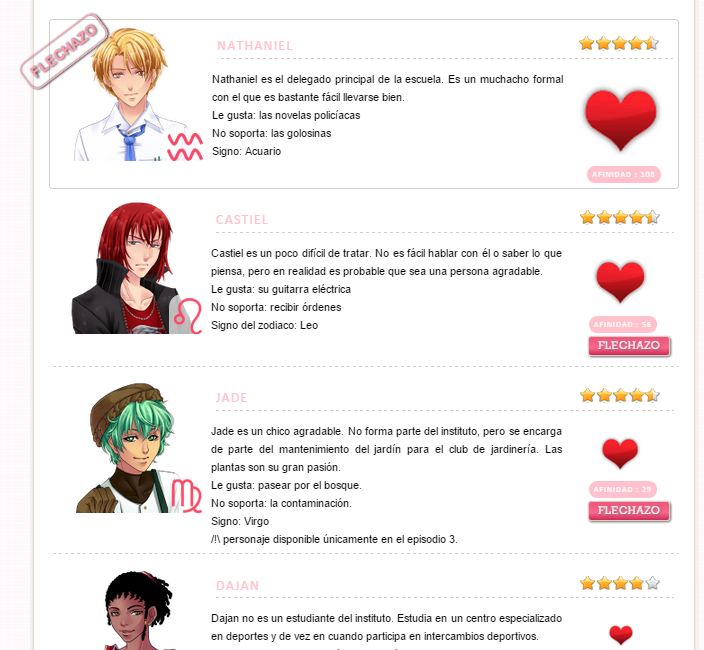 FLECHAZO
NATHANIEL
Nathaniel es el delegado principal de la escuela. Es un muchacho formal
con el que es bastante fácil llevarse bien.
Le gusta: las novelas policíacas
No soporta: las golosinas
Signo: Acuario
AFINIDAD : 108
CASTIEL
Castiel es un poco difícil de tratar. No es fácil hablar con él o saber lo que
piensa, pero en realidad es probable que sea una persona agradable.
Le gusta: su guitarra eléctrica
No soporta: recibir órdenes
Signo del zodiaco: Leo
AFINIDAD : 56
FLECHAZO
JADE
Jade es un chico agradable. No forma parte del instituto, pero se encarga
de parte del mantenimiento del jardín para el club de jardinería. Las
plantas son su gran pasión.
Le gusta: pasear por el bosque.
No soporta: la contaminación.
Signo: Virgo
/!\ personaje disponible únicamente en el episodio 3.
AFINIDAD : 29
FLECHAZO
DAJAN
Dajan no es un estudiante del instituto. Estudia en un centro especializado
en deportes y de vez en cuando participa en intercambios deportivos.